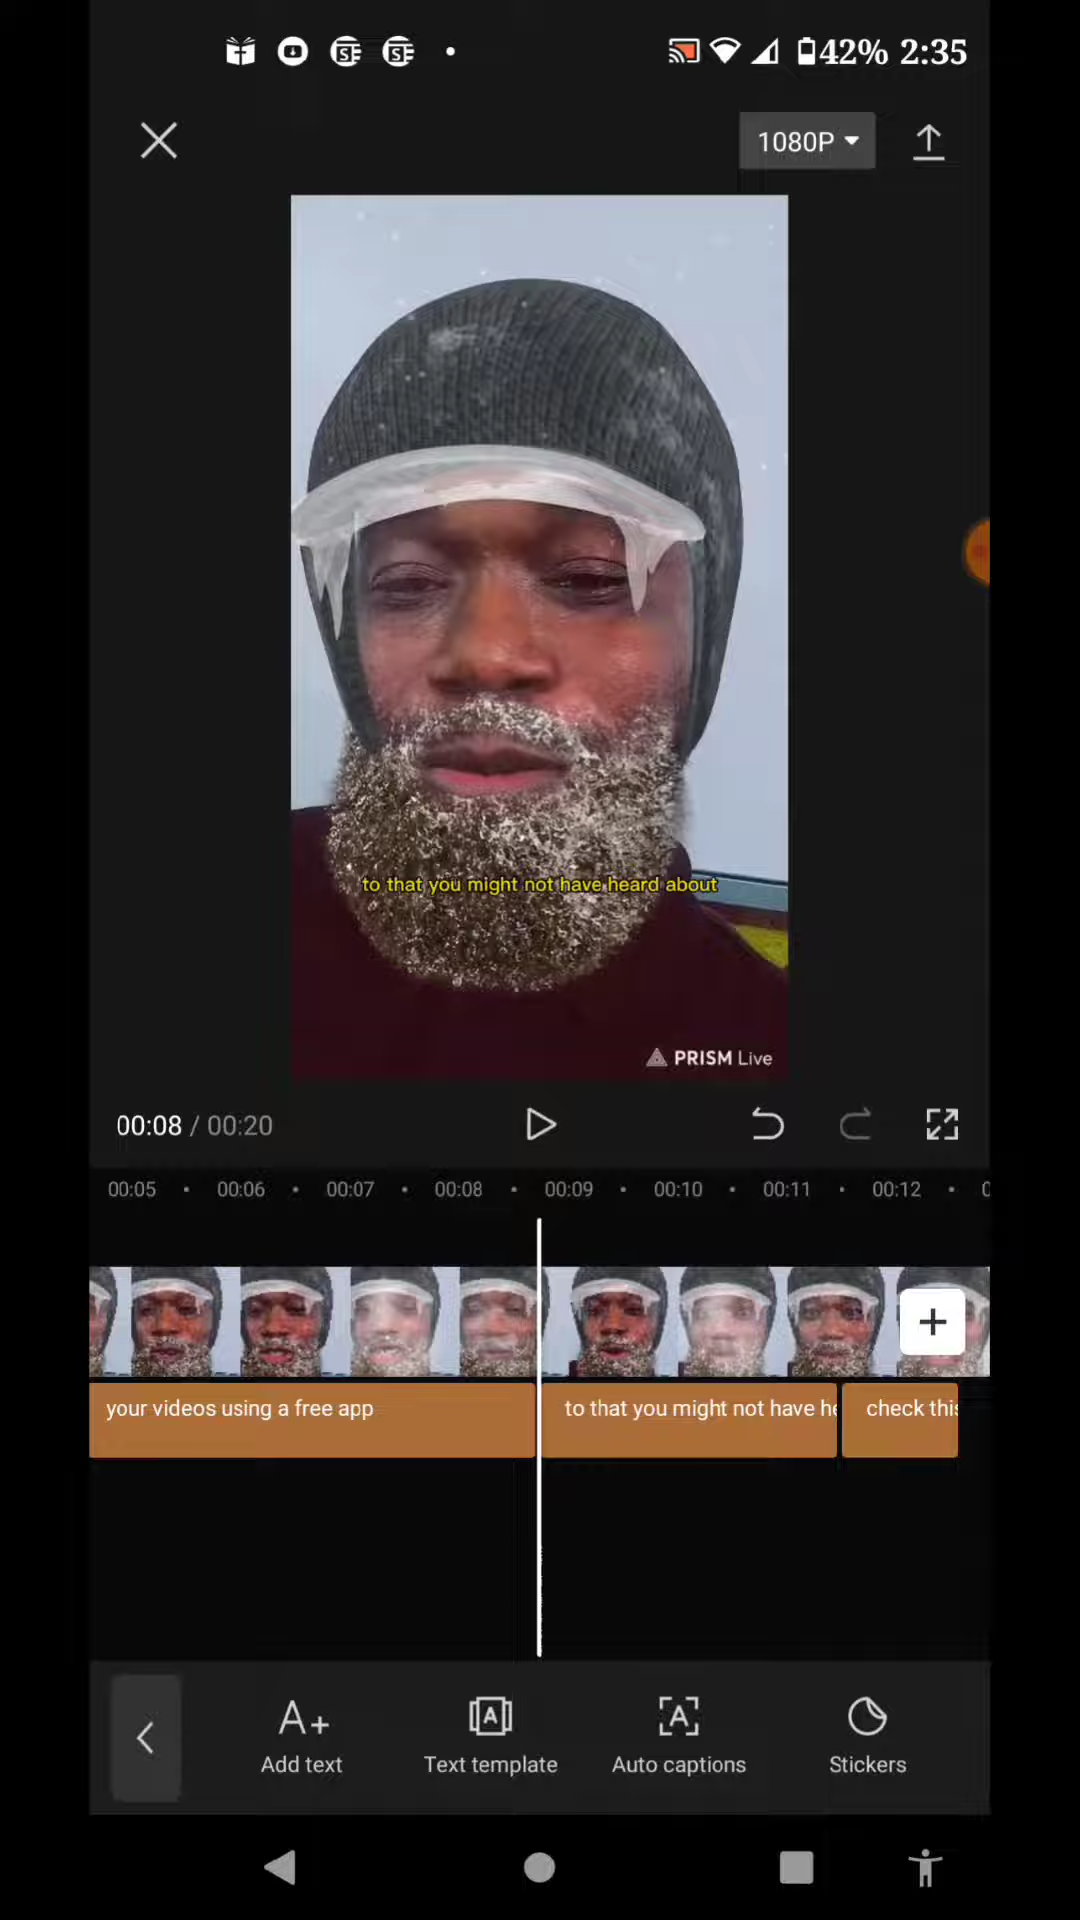 42% 2:35
1080P
to that you might not have heard about
PRISM Live
00:08 / 00:20
00:05 00:06 00:07 00:08 00:09 00:10 00:11 00:12 0
your videos using a free app
to that you might not have he
check this
Add text
Text template
Auto captions
Stickers